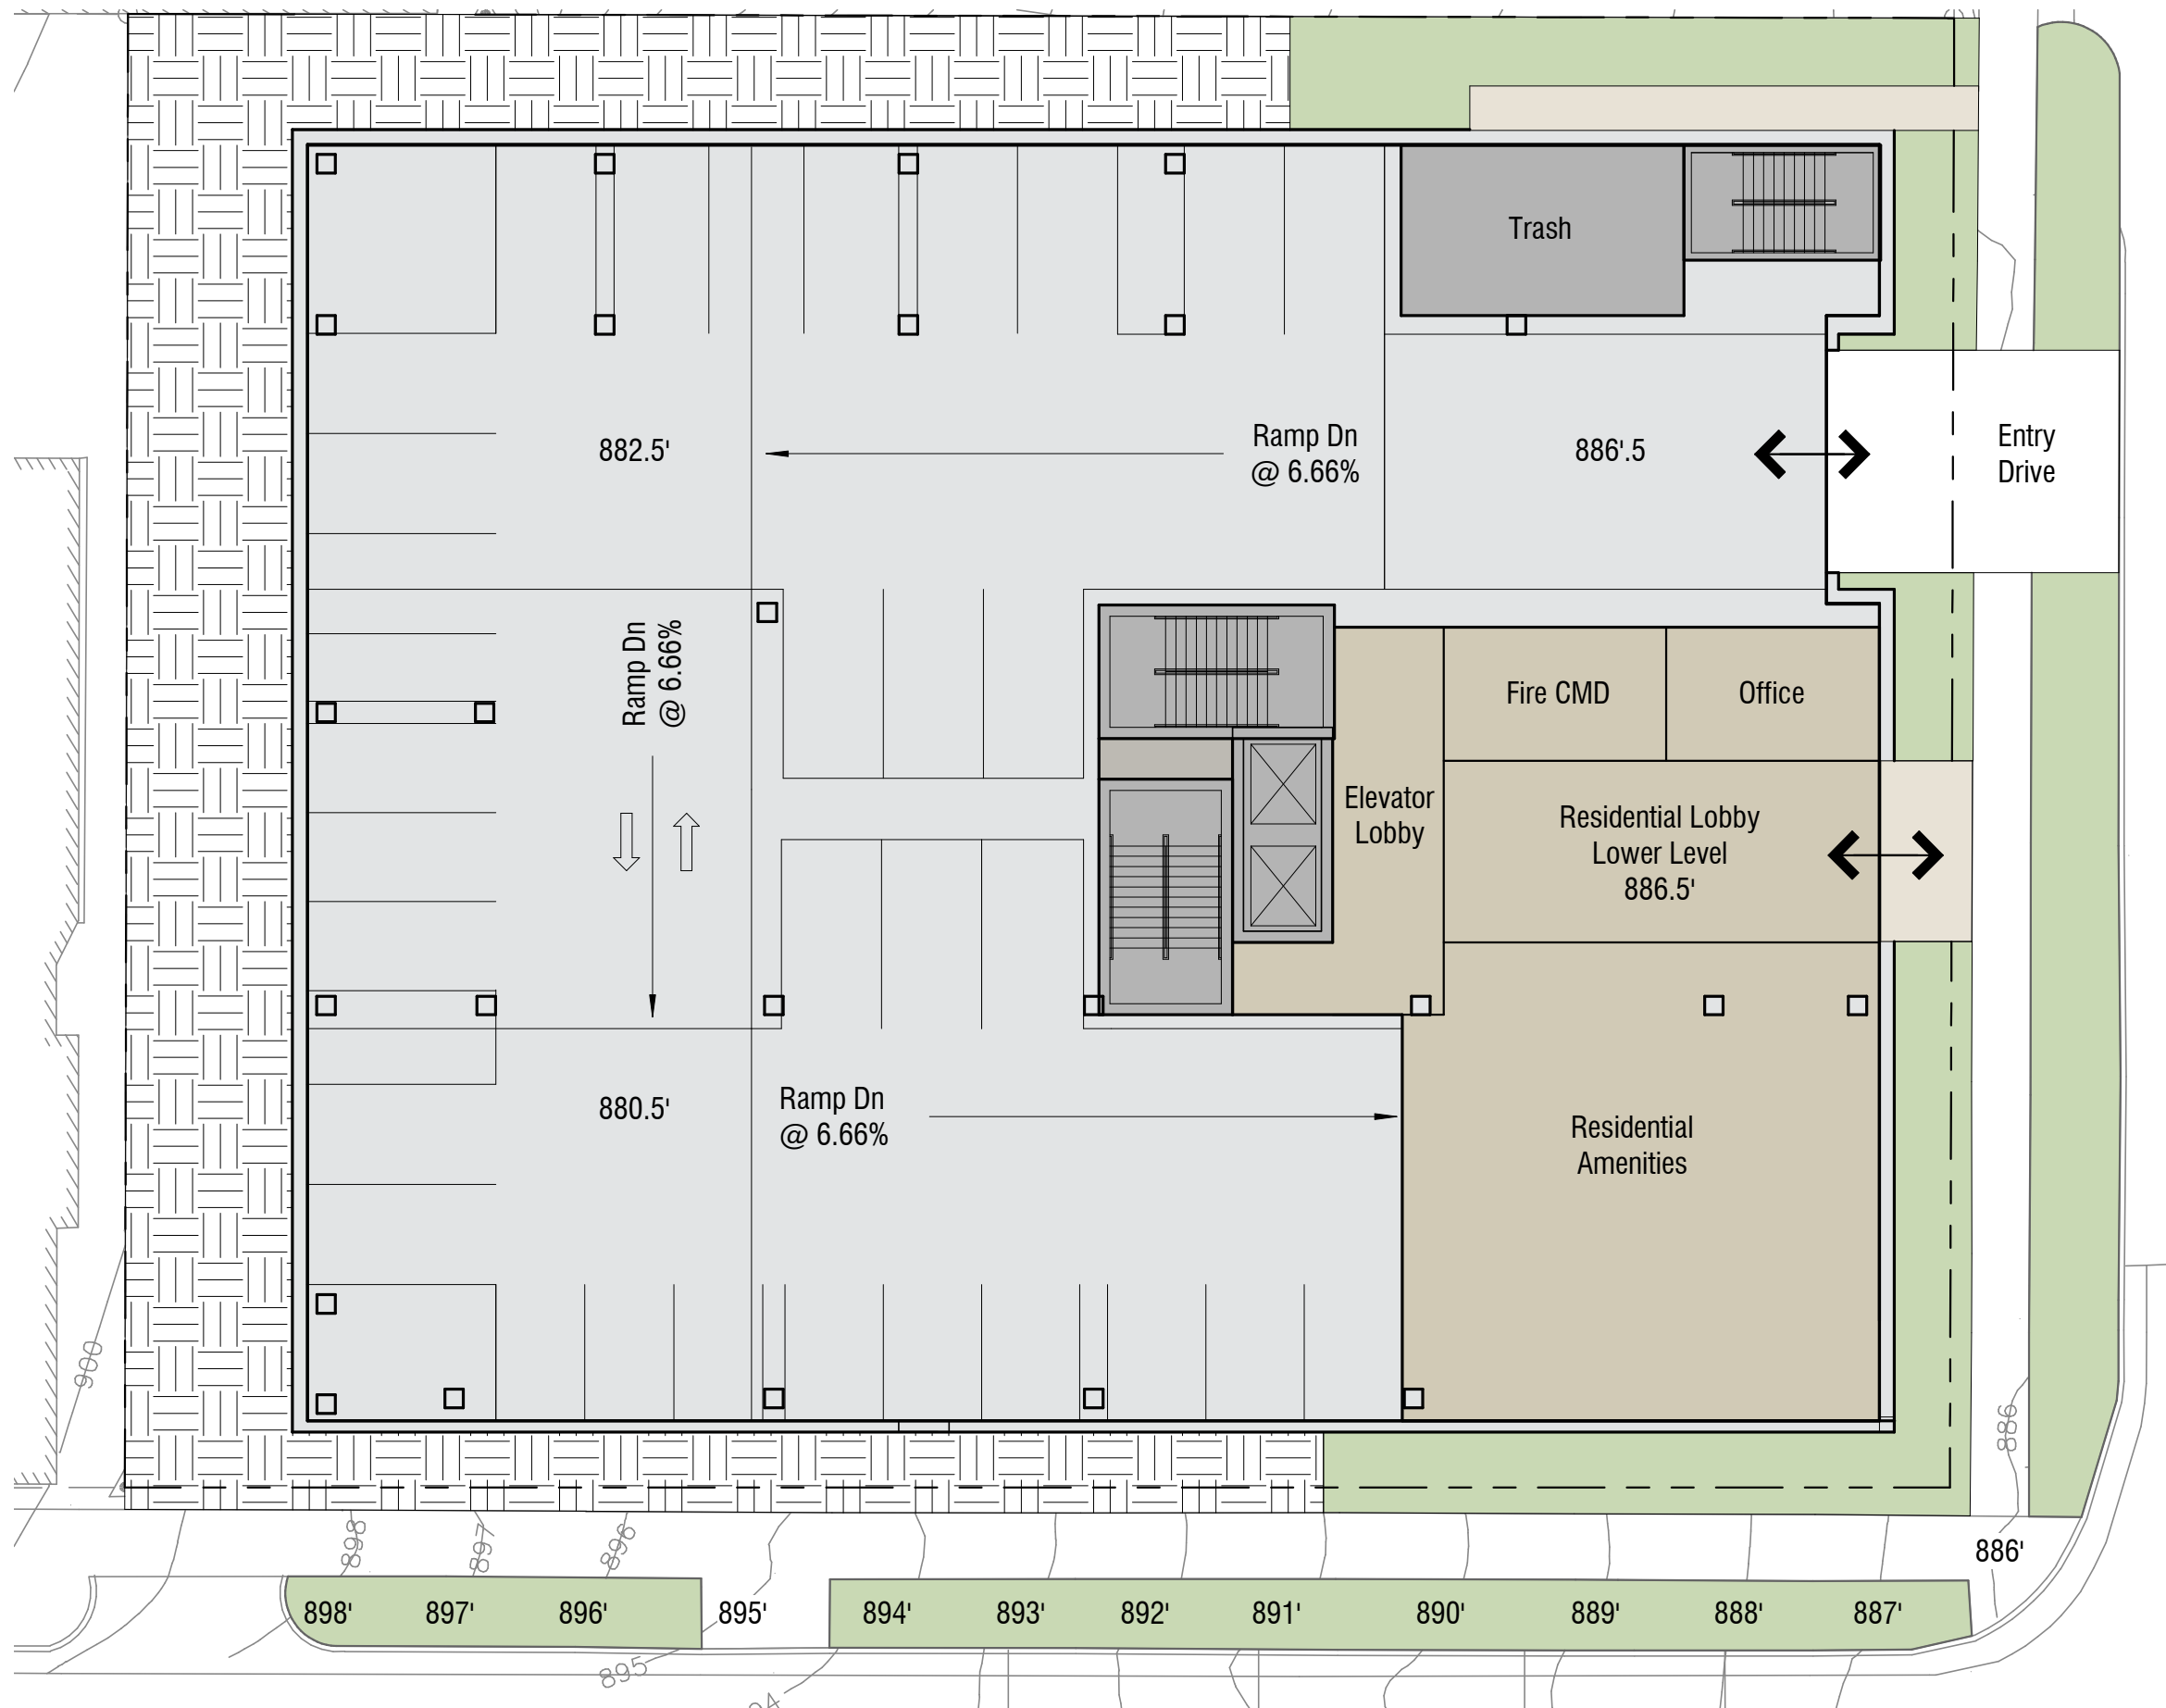 Trash
882.5'
Ramp Dn
@ 6.66%
886'.5
Entry
Drive
Ramp Dn
@ 6.66%
Fire CMD
Office
Elevator
Lobby
Residential Lobby
Lower Level
886.5'
880.5'
Ramp Dn
@ 6.66%
Residential
Amenities
900
886
898
897
896
886'
898'
897'
896'
895'
894'
893'
892'
891'
890'
889'
888'
887'
895